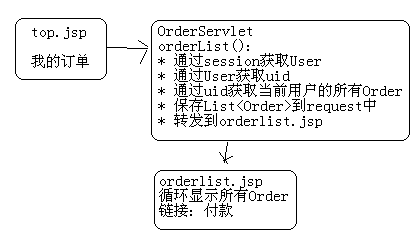 top.jsp
我的订单
OrderServlet
orderList():
* 通过session获取User
* 通过User获取uid
* 通过uid获取当前用户的所有Order
* 保存List<Order>到request中
* 转发到orderlist.jsp
orderlist.jsp
循环显示所有Order
链接：付款